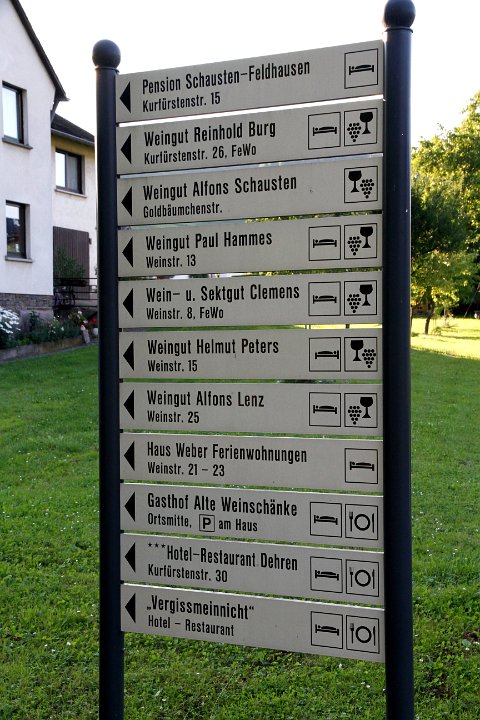 Pension Schausten-Feldhausen
Kurfürstenstr. 15
Weingut Reinhold Burg
Kurfürstenstr. 26, FeWo
Weingut Alfons Schausten
Goldbäumchenstr.
Weingut Paul Hammes
Weinstr. 13
Wein- u. Sektgut Clemens
Weinstr. 8, FeWo
Weingut Helmut Peters
Weinstr. 15
Weingut Alfons Lenz
Weinstr. 25
Haus Weber Ferienwohnungen
Weinstr. 21 - 23
Gasthof Alte Weinschänke
Ortsmitte, P am Haus
***Hotel-Restaurant Dehren
Kurfürstenstr. 30
„Vergissmeinnicht“
Hotel - Restaurant